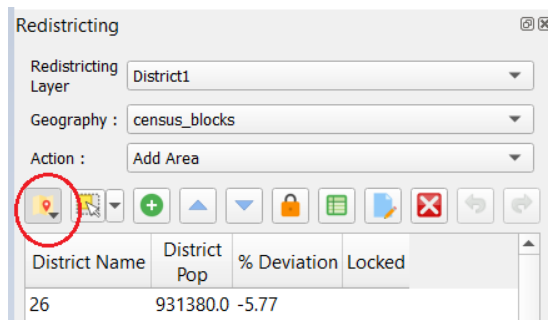 Redistricting
Redistricting Layer
District1
Geography :
census_blocks
Action :
Add Area
District Name
District Pop
% Deviation
Locked
26
931380.0
-5.77